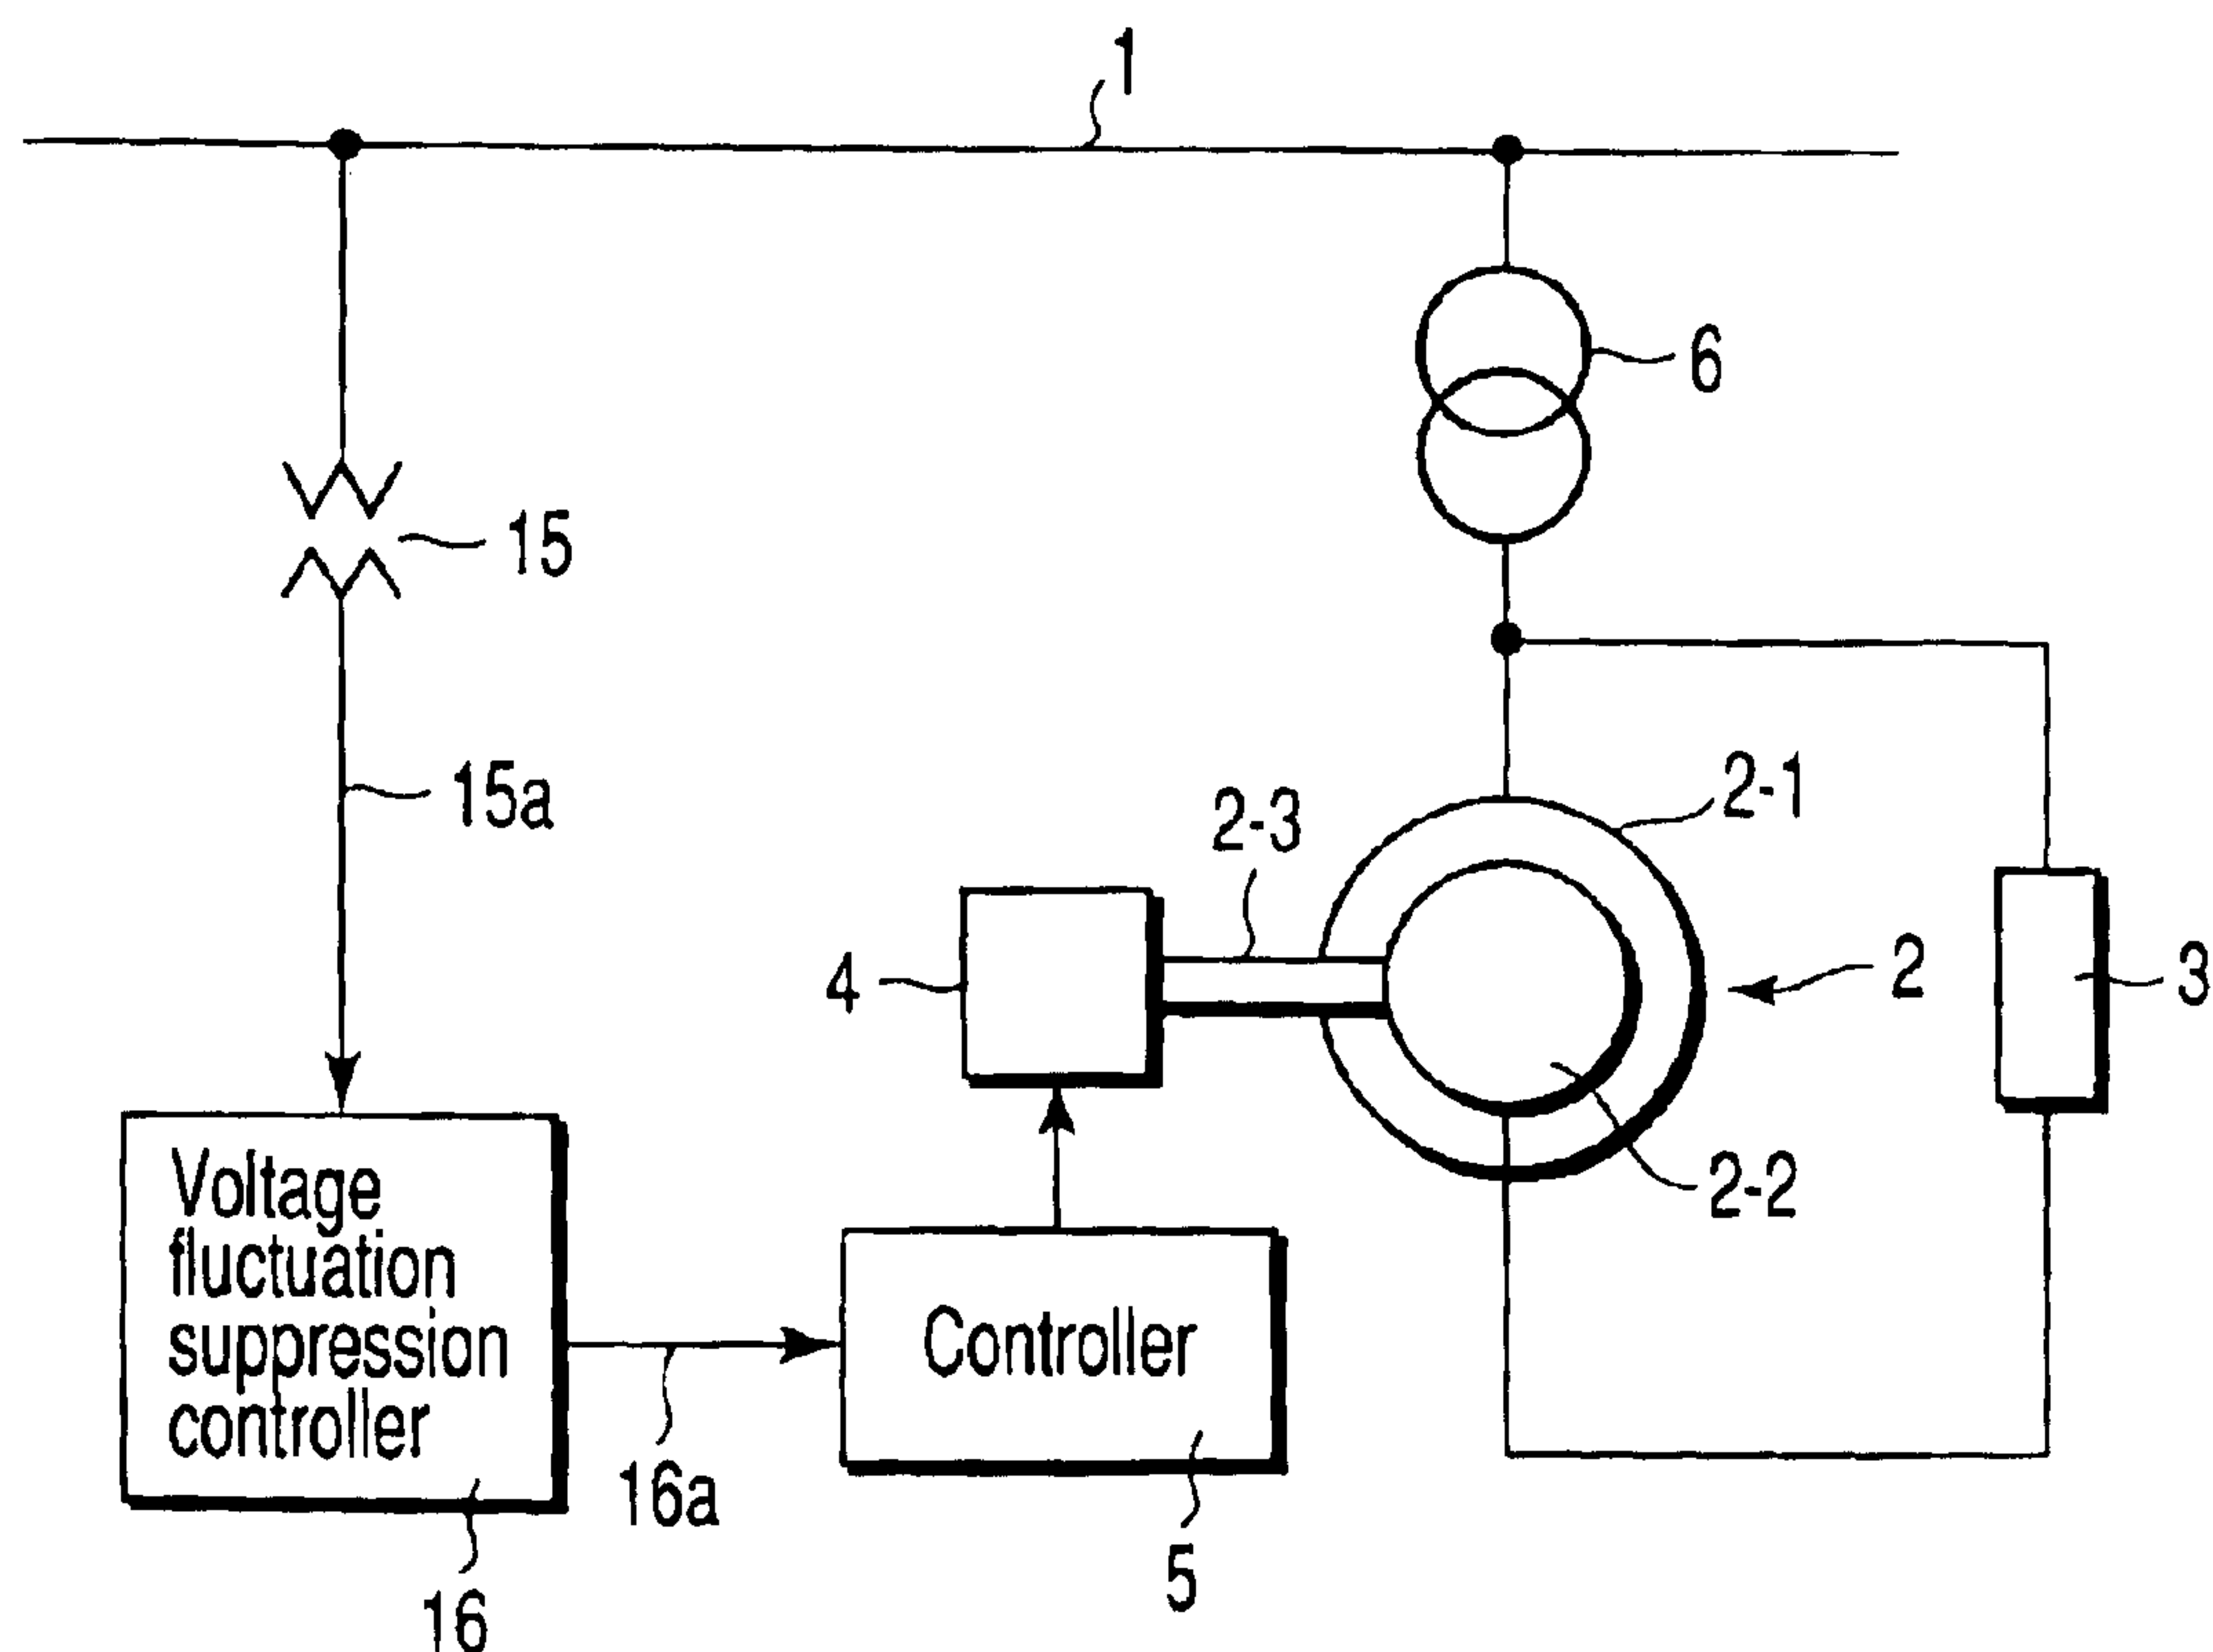 1
6
15
15a
2-1
2-3
4
2
3
2-2
Voltage
fluctuation
suppression
controller
Controller
16a
5
16